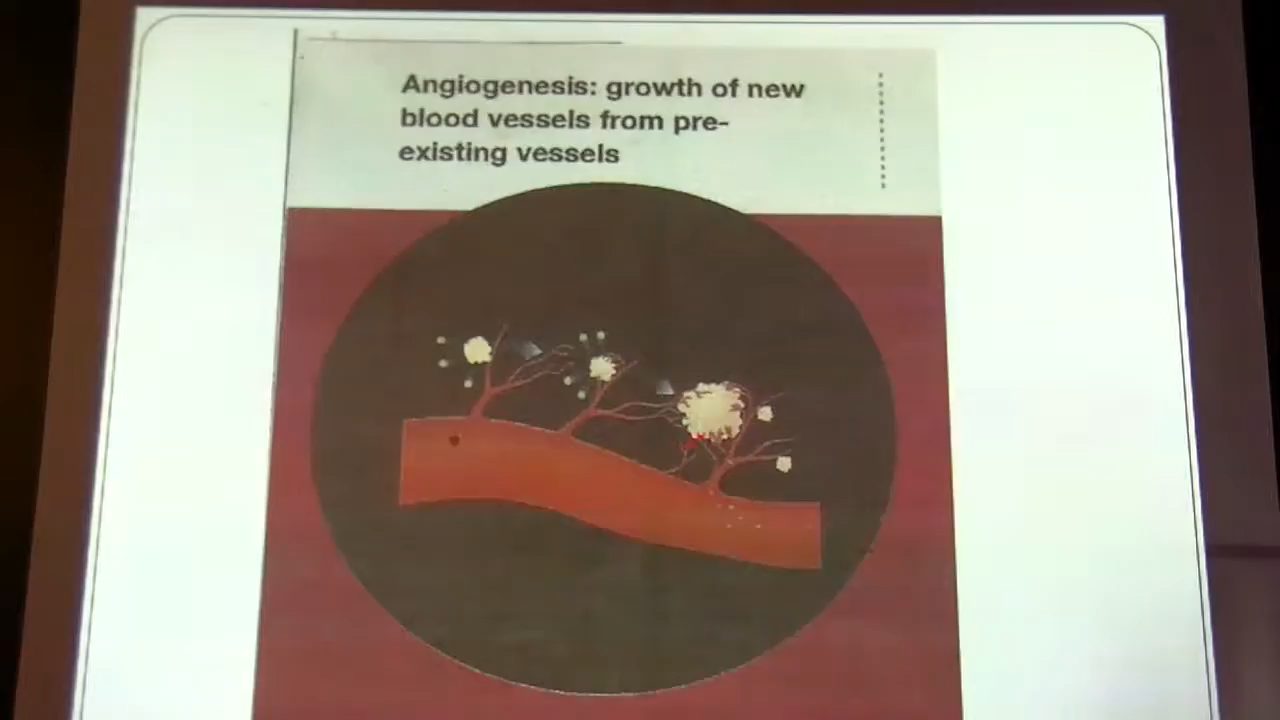 Angiogenesis: growth of new
blood vessels from pre-
existing vessels